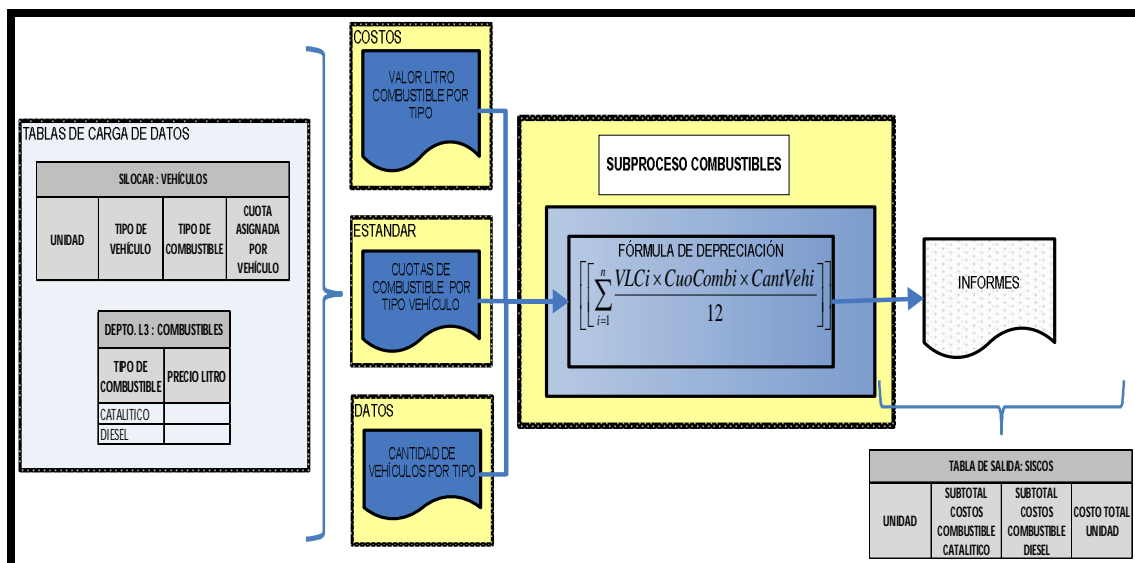 TABLAS DE CARGA DE DATOS
SILOCAR : VEHÍCULOS
UNIDAD
TIPO DE
VEHÍCULO
TIPO DE
COMBUSTIBLE
CUOTA
ASIGNADA
POR
VEHÍCULO
DEPTO. L3 : COMBUSTIBLES
TIPO DE
COMBUSTIBLE
PRECIO LITRO
CATALITICO
DIESEL
COSTOS
VALOR LITRO
COMBUSTIBLE POR
TIPO
ESTANDAR
CUOTAS DE
COMBUSTIBLE POR
TIPO VEHÍCULO
DATOS
CANTIDAD DE
VEHÍCULOS POR TIPO
SUBPROCESO COMBUSTIBLES
FÓRMULA DE DEPRECIACIÓN
[[∑ i=1 n VLCi × CuoCombi × CantVehi / 12]]
INFORMES
TABLA DE SALIDA: SISCOS
UNIDAD
SUBTOTAL
COSTOS
COMBUSTIBLE
CATALITICO
SUBTOTAL
COSTOS
COMBUSTIBLE
DIESEL
COSTO TOTAL
UNIDAD